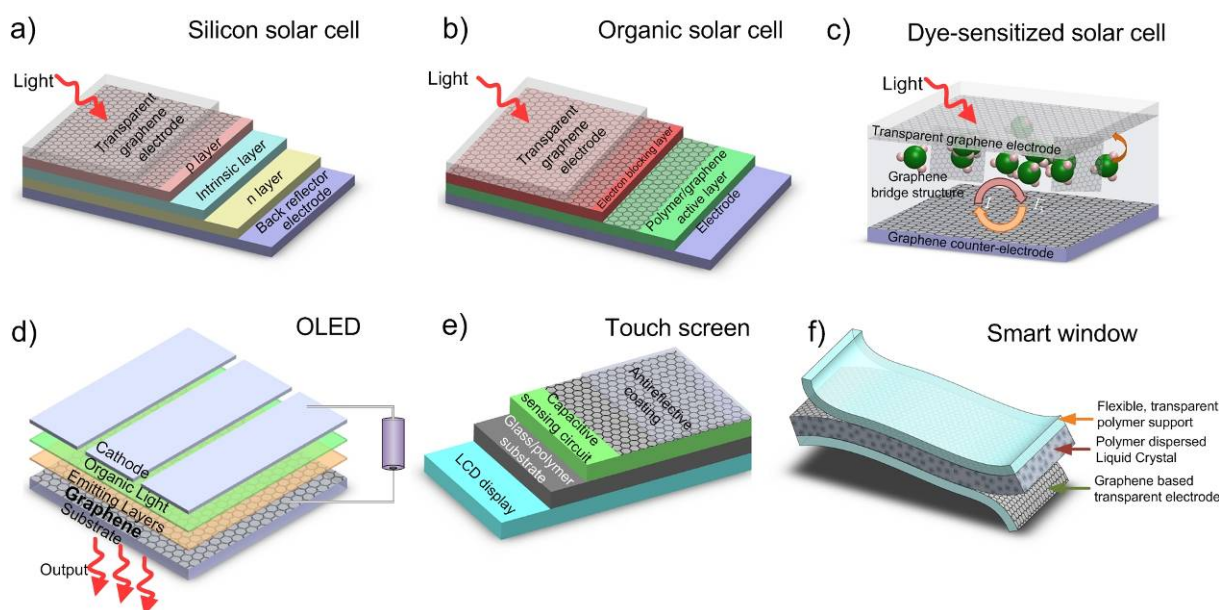 a)
Silicon solar cell
Light
Transparent
graphene
electrode
p layer
Intrinsic layer
n layer
Back reflector
electrode
b)
Organic solar cell
Light
Transparent
graphene
electrode
Electron blocking layer
Polymer/graphene
active layer
Electrode
c)
Dye-sensitized solar cell
Light
Transparent graphene electrode
Graphene
bridge structure
Graphene counter-electrode
d)
OLED
Cathode
Organic Light
Emitting Layers
Graphene
Substrate
Output
e)
Touch screen
Antireflective
coating
Capacitive
sensing circuit
Glass/polymer
substrate
LCD display
f)
Smart window
Flexible, transparent
polymer support
Polymer dispersed
Liquid Crystal
Graphene based
transparent electrode